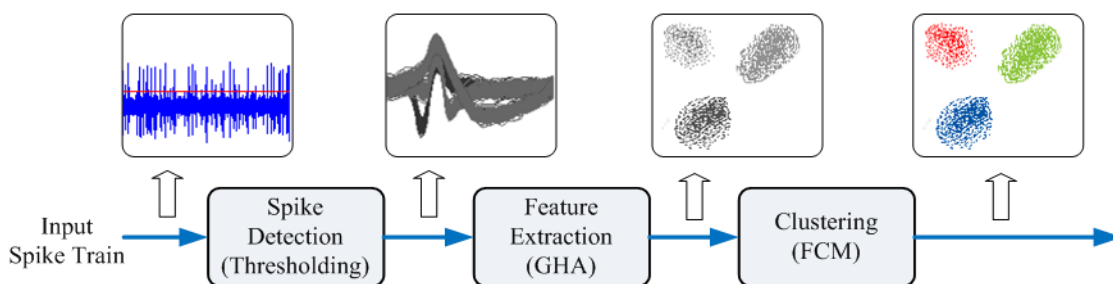 Input
Spike Train
Spike
Detection
(Thresholding)
Feature
Extraction
(GHA)
Clustering
(FCM)